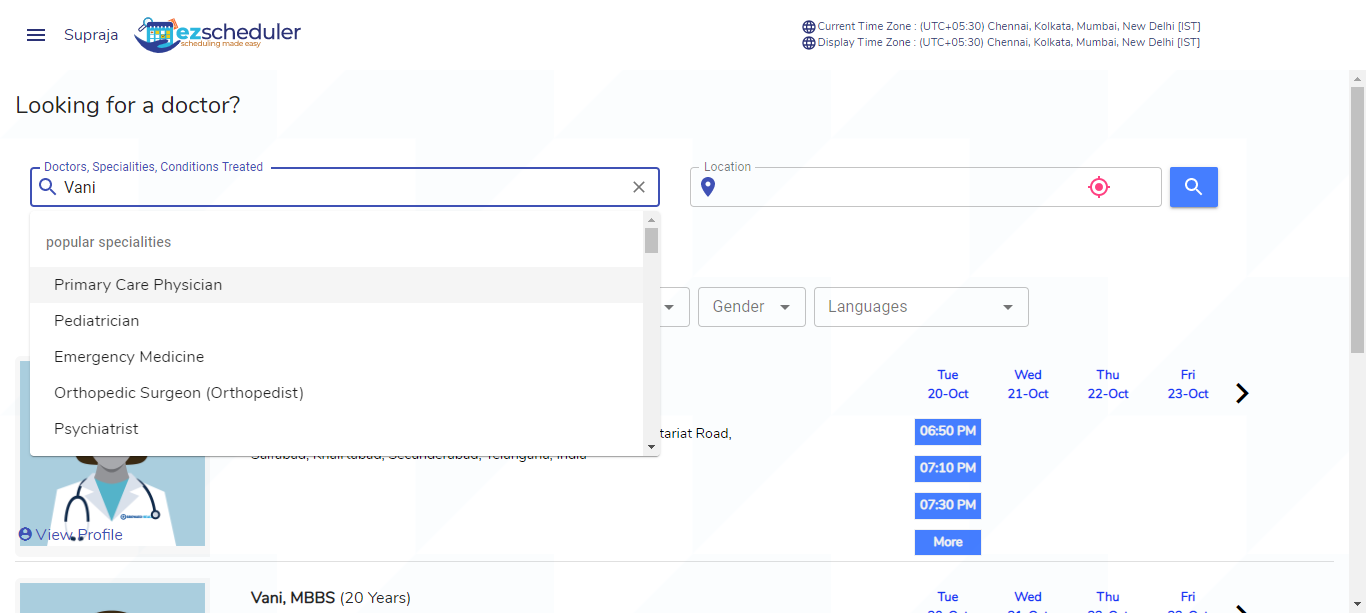 Supraja
ezscheduler
scheduling made easy
Current Time Zone : (UTC+05:30) Chennai, Kolkata, Mumbai, New Delhi [IST]
Display Time Zone : (UTC+05:30) Chennai, Kolkata, Mumbai, New Delhi [IST]
Looking for a doctor?
Doctors, Specialities, Conditions Treated
Vani
Location
popular specialities
Primary Care Physician
Pediatrician
Emergency Medicine
Orthopedic Surgeon (Orthopedist)
Psychiatrist
Gender
Languages
Tue Wed Thu Fri
20-Oct 21-Oct 22-Oct 23-Oct
tariat Road,
Saifabad, Khairtabad, Secunderabad, Telangana, India
06:50 PM
07:10 PM
07:30 PM
More
View Profile
Vani, MBBS (20 Years)
Tue Wed Thu Fri